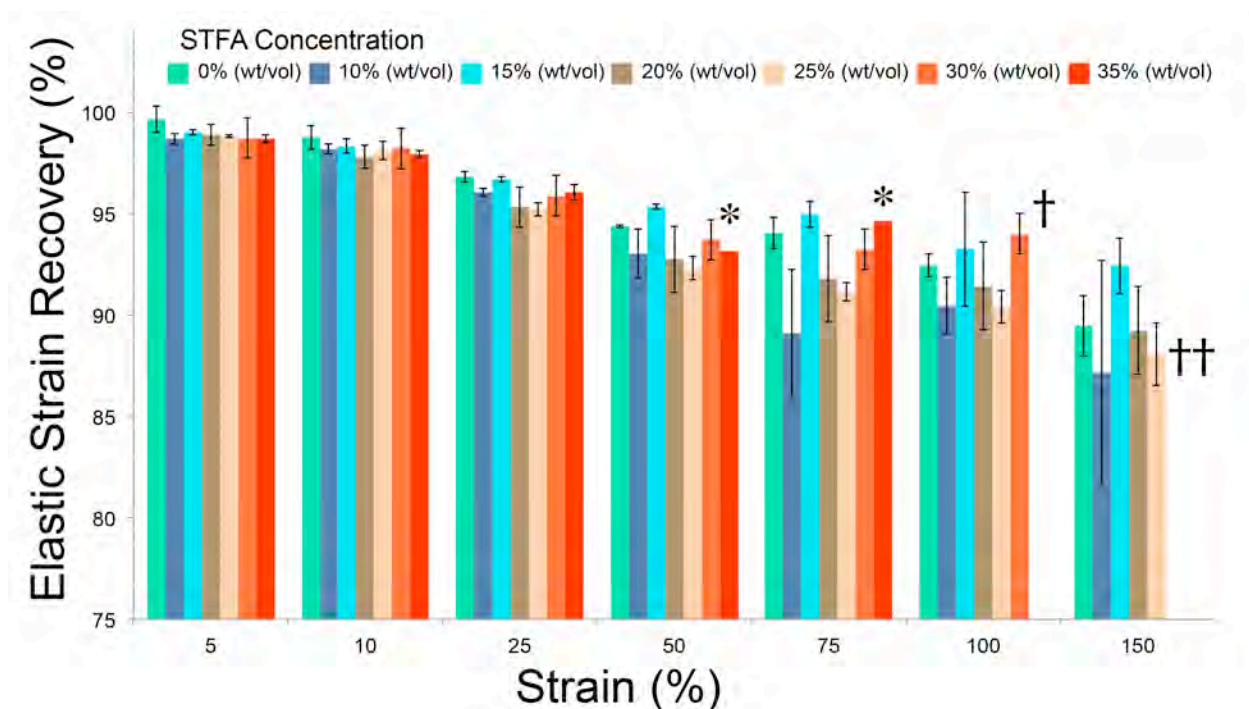 STFA Concentration
0% (wt/vol) 10% (wt/vol) 15% (wt/vol) 20% (wt/vol) 25% (wt/vol) 30% (wt/vol) 35% (wt/vol)
Elastic Strain Recovery (%)
100
95
90
85
80
75
* * † ††
5 10 25 50 75 100 150
Strain (%)